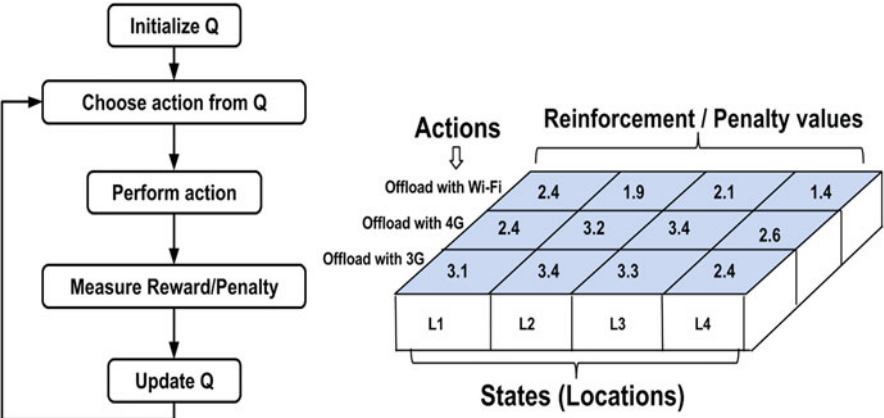 Initialize Q
Choose action from Q
Perform action
Measure Reward/Penalty
Update Q
Actions
Reinforcement / Penalty values
Offload with Wi-Fi 2.4 1.9 2.1 1.4
Offload with 4G 2.4 3.2 3.4 2.6
Offload with 3G 3.1 3.4 3.3 2.4
L1 L2 L3 L4
States (Locations)